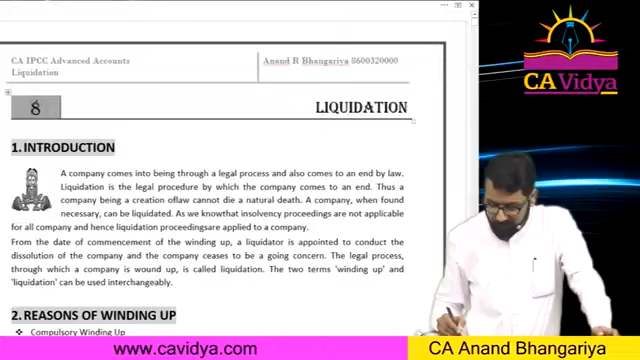 CA IPCC Advanced Accounts
Liquidation
Anand R Bhangariya 8600320000
8
LIQUIDATION
1. INTRODUCTION
A company comes into being through a legal process and also comes to an end by law.
Liquidation is the legal procedure by which the company comes to an end. Thus a
company being a creation oflaw cannot die a natural death. A company, when found
necessary, can be liquidated. As we knowthat insolvency proceedings are not applicable
for all company and hence liquidation proceedingsare applied to a company.
From the date of commencement of the winding up, a liquidator is appointed to conduct the
dissolution of the company and the company ceases to be a going concern. The legal process,
through which a company is wound up, is called liquidation. The two terms 'winding up' and
'liquidation' can be used interchangeably.
2. REASONS OF WINDING UP
Compulsory Winding Up
CA Vidya
www.cavidya.com
CA Anand Bhangariya